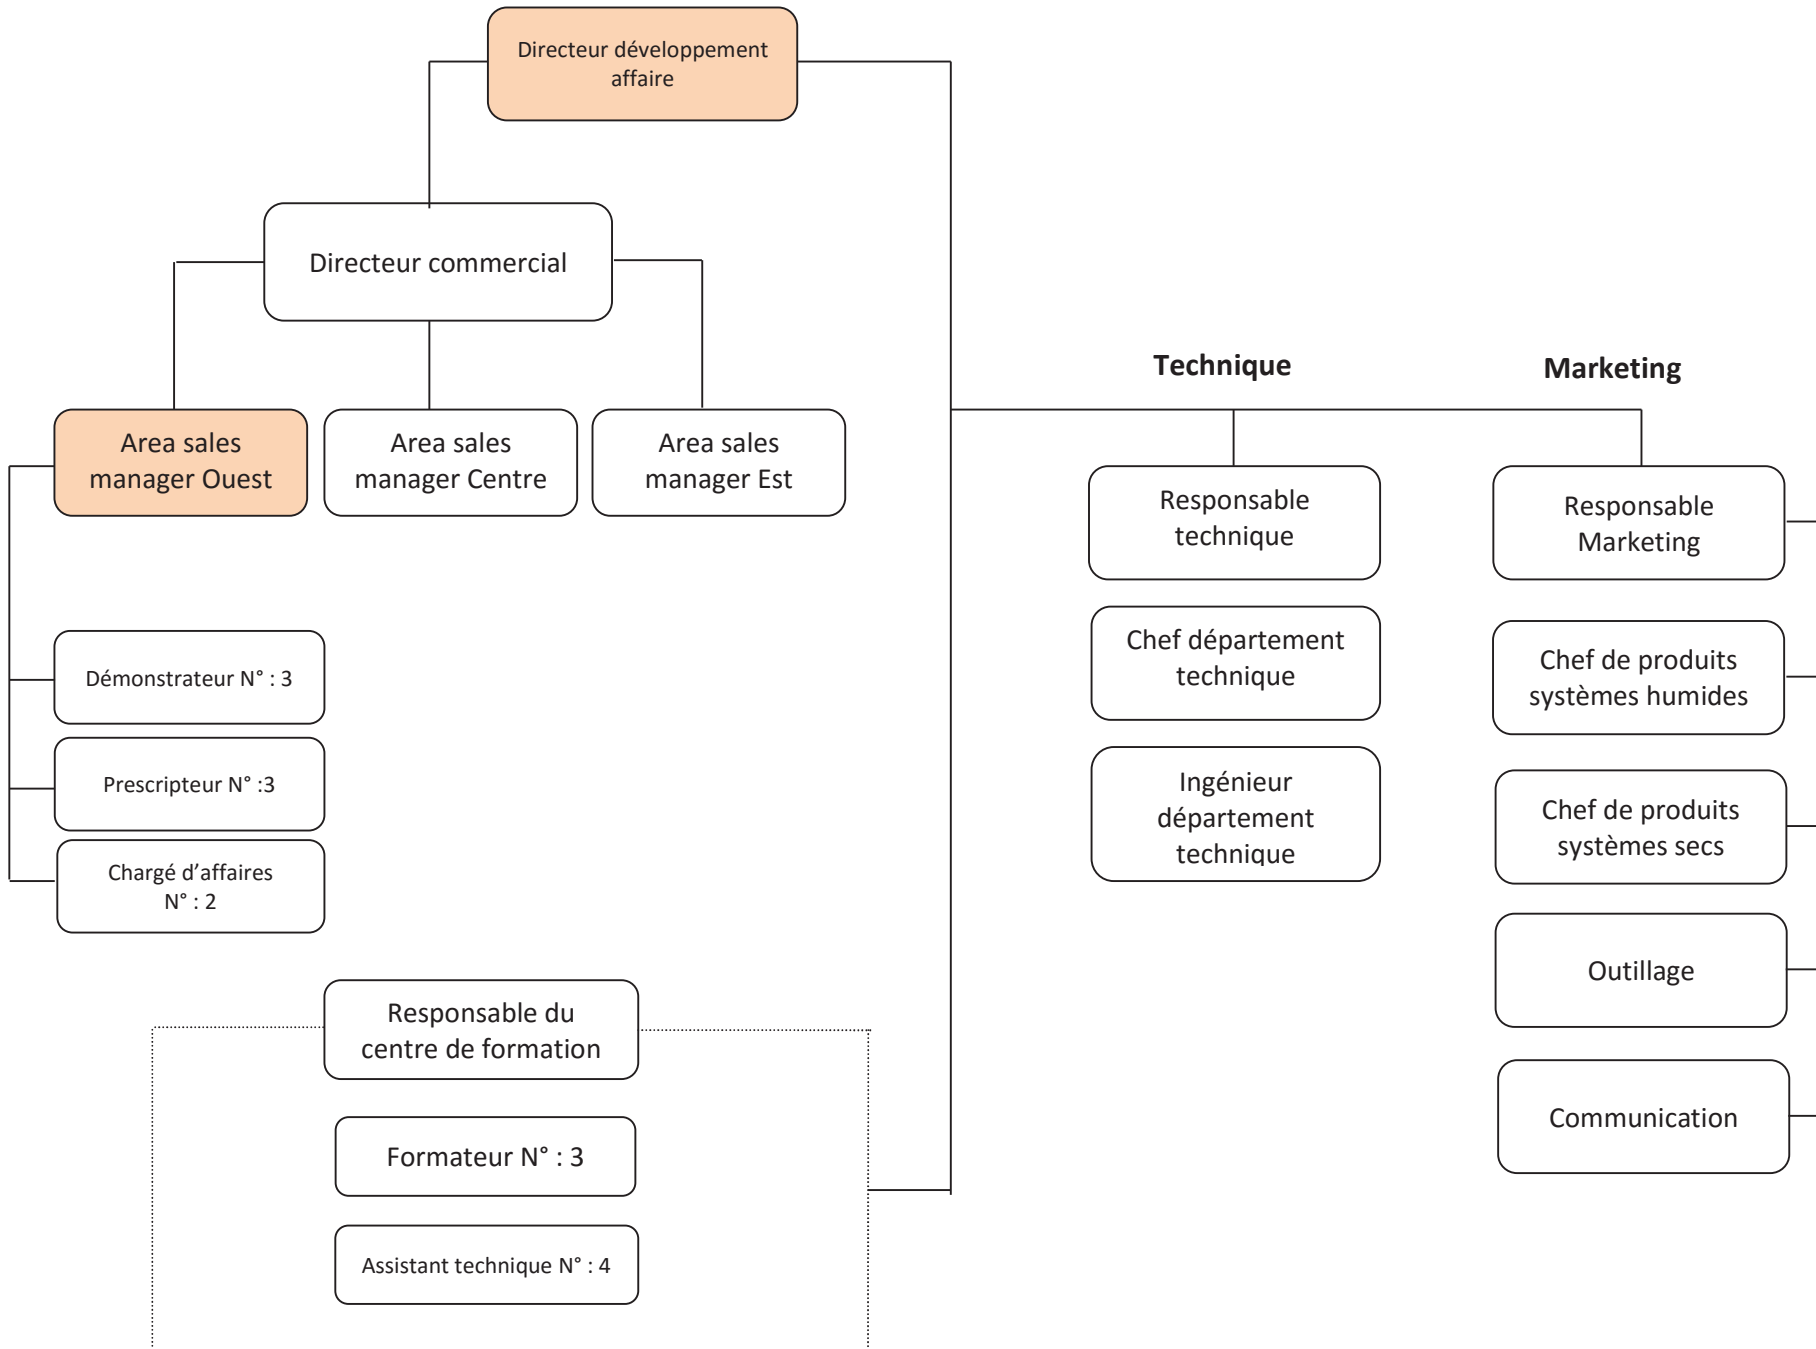 Directeur développement
affaire
Directeur commercial
Technique
Marketing
Area sales
manager Ouest
Area sales
manager Centre
Area sales
manager Est
Responsable
technique
Responsable
Marketing
Chef département
technique
Chef de produits
systèmes humides
Démonstrateur N° : 3
Prescripteur N° :3
Ingénieur
département
technique
Chef de produits
systèmes secs
Chargé d’affaires
N° : 2
Outillage
Responsable du
centre de formation
Communication
Formateur N° : 3
Assistant technique N° : 4